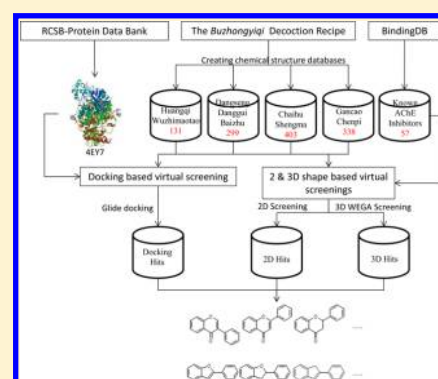 RCSB-Protein Data Bank
The Buzhongyiqi Decoction Recipe
BindingDB
Creating chemical structure databases
4EY7
Huangqi
Wuzhimaotao
131
Dangshen
Danggui
Baizhu
299
Chaihu
Shengma
403
Gancao
Chenpi
338
Known
AChE
Inhibitors
57
Docking based virtual screening
2 & 3D shape based virtual
screenings
Glide docking
2D Screening
3D WEGA Screening
Docking
Hits
2D Hits
3D Hits